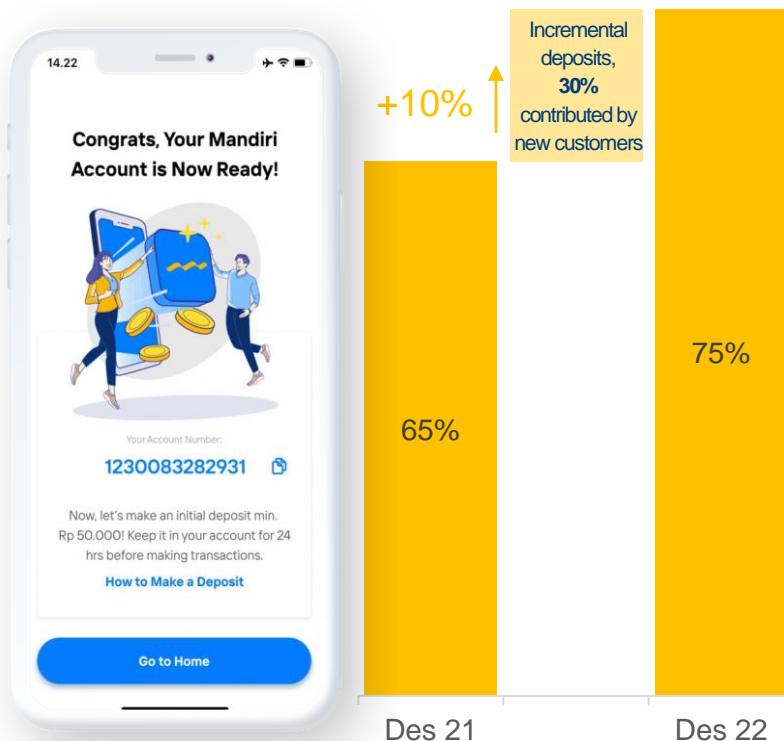 14.22
Congrats, Your Mandiri
Account is Now Ready!
Your Account Number:
1230083282931
Now, let's make an initial deposit min.
Rp 50.000! Keep it in your account for 24
hrs before making transactions.
How to Make a Deposit
Go to Home
+10%
Incremental
deposits,
30%
contributed by
new customers
65%
75%
Des 21
Des 22